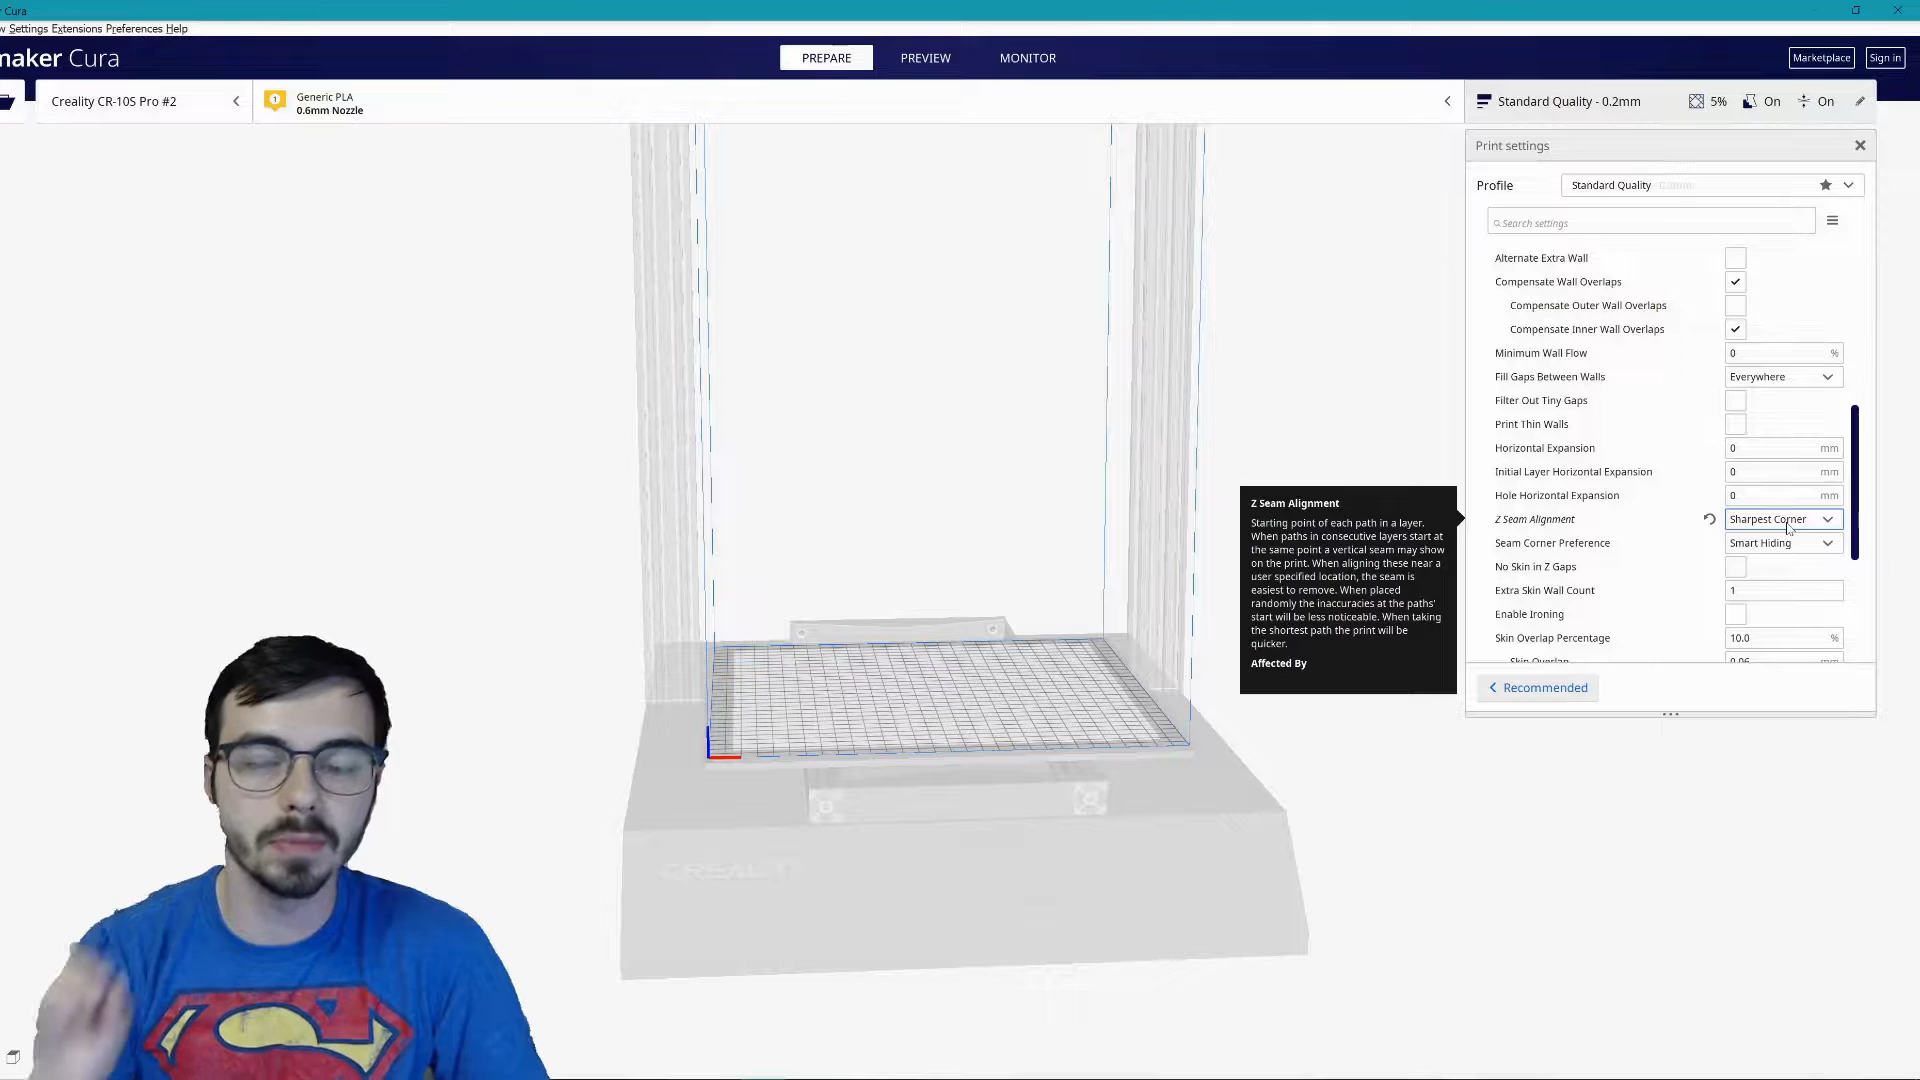 r Cura
w Settings Extensions Preferences Help
maker Cura
PREPARE
PREVIEW
MONITOR
Marketplace
Sign in
Creality CR-10S Pro #2
1
Generic PLA
0.6mm Nozzle
Standard Quality - 0.2mm
5%
On
On
Print settings
Profile
Standard Quality
Search settings
Alternate Extra Wall
Compensate Wall Overlaps
Compensate Outer Wall Overlaps
Compensate Inner Wall Overlaps
Minimum Wall Flow 0 %
Fill Gaps Between Walls Everywhere
Filter Out Tiny Gaps
Print Thin Walls
Horizontal Expansion 0 mm
Initial Layer Horizontal Expansion 0 mm
Hole Horizontal Expansion 0 mm
Z Seam Alignment Sharpest Corner
Seam Corner Preference Smart Hiding
No Skin in Z Gaps
Extra Skin Wall Count 1
Enable Ironing
Skin Overlap Percentage 10.0 %
Skin Overlap 0.06 mm
Recommended
Z Seam Alignment
Starting point of each path in a layer.
When paths in consecutive layers start at
the same point a vertical seam may show
on the print. When aligning these near a
user specified location, the seam is
easiest to remove. When placed
randomly the inaccuracies at the paths'
start will be less noticeable. When taking
the shortest path the print will be
quicker.
Affected By